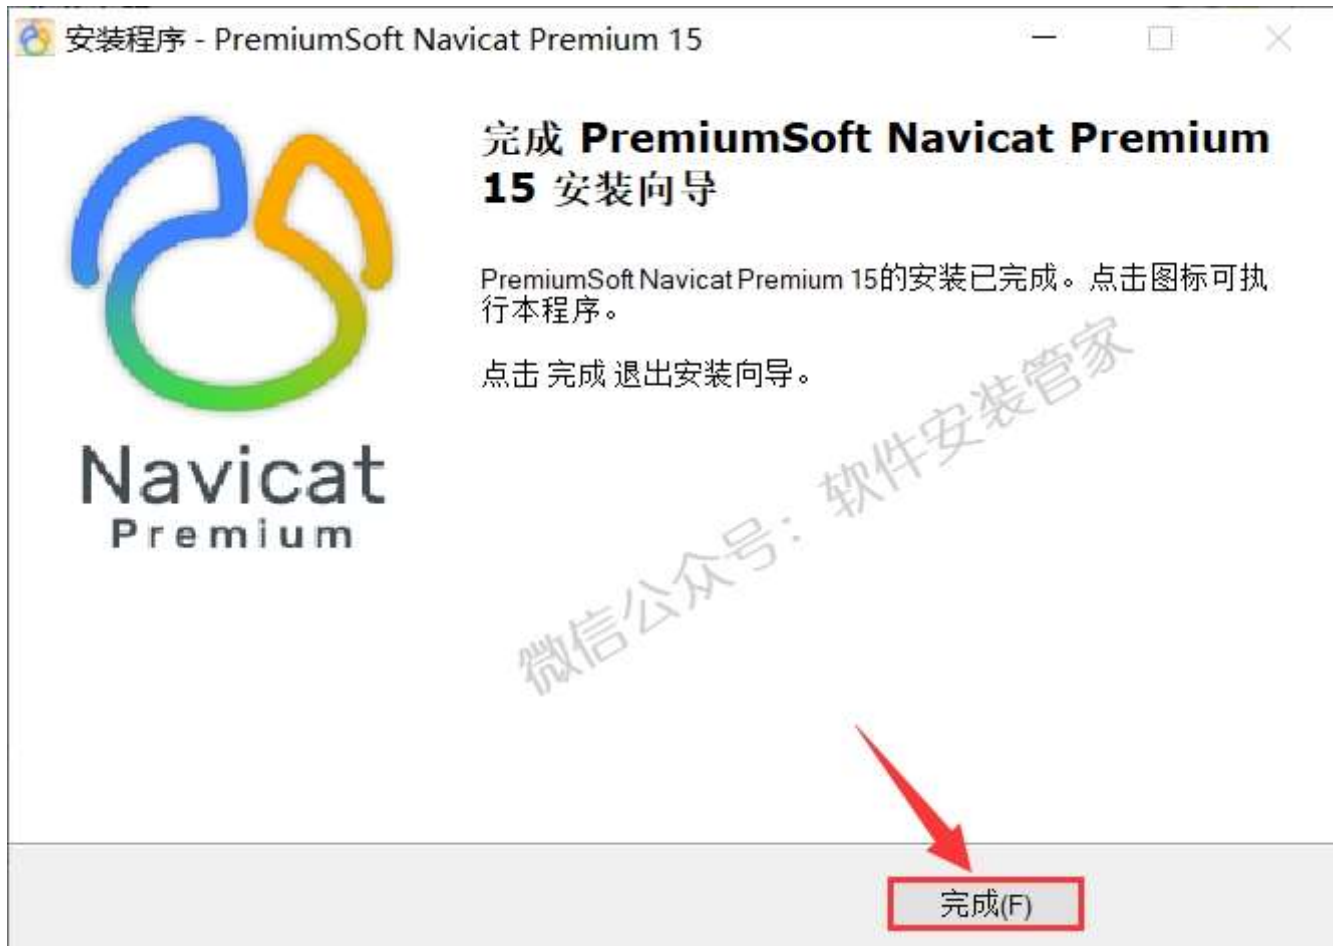 安装程序 - PremiumSoft Navicat Premium 15
完成 PremiumSoft Navicat Premium
15 安装向导
PremiumSoft Navicat Premium 15的安装已完成。点击图标可执
行本程序。
点击 完成 退出安装向导。
Navicat
Premium
微信公众号：软件安装管家
完成(F)